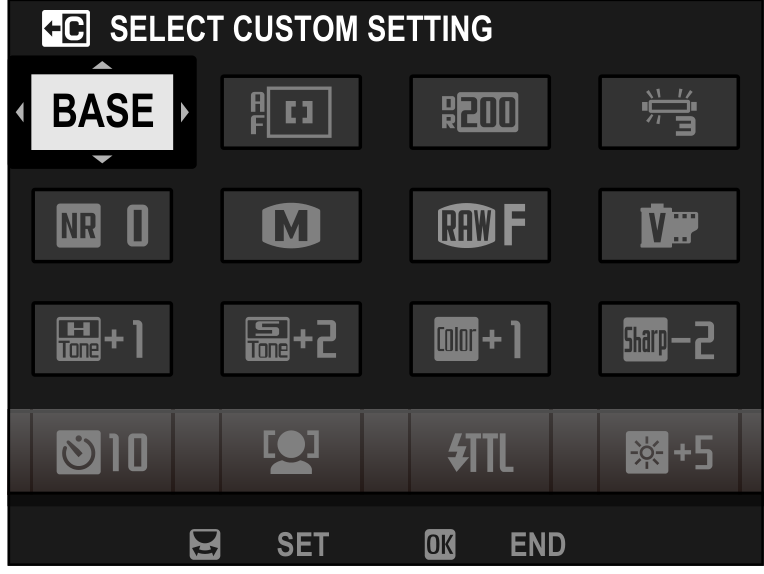 C SELECT CUSTOM SETTING
BASE AF DR200 3
NR 0 M RAW F V
H Tone+1 S Tone+2 Color+1 Sharp-2
10 TTL +5
SET OK END